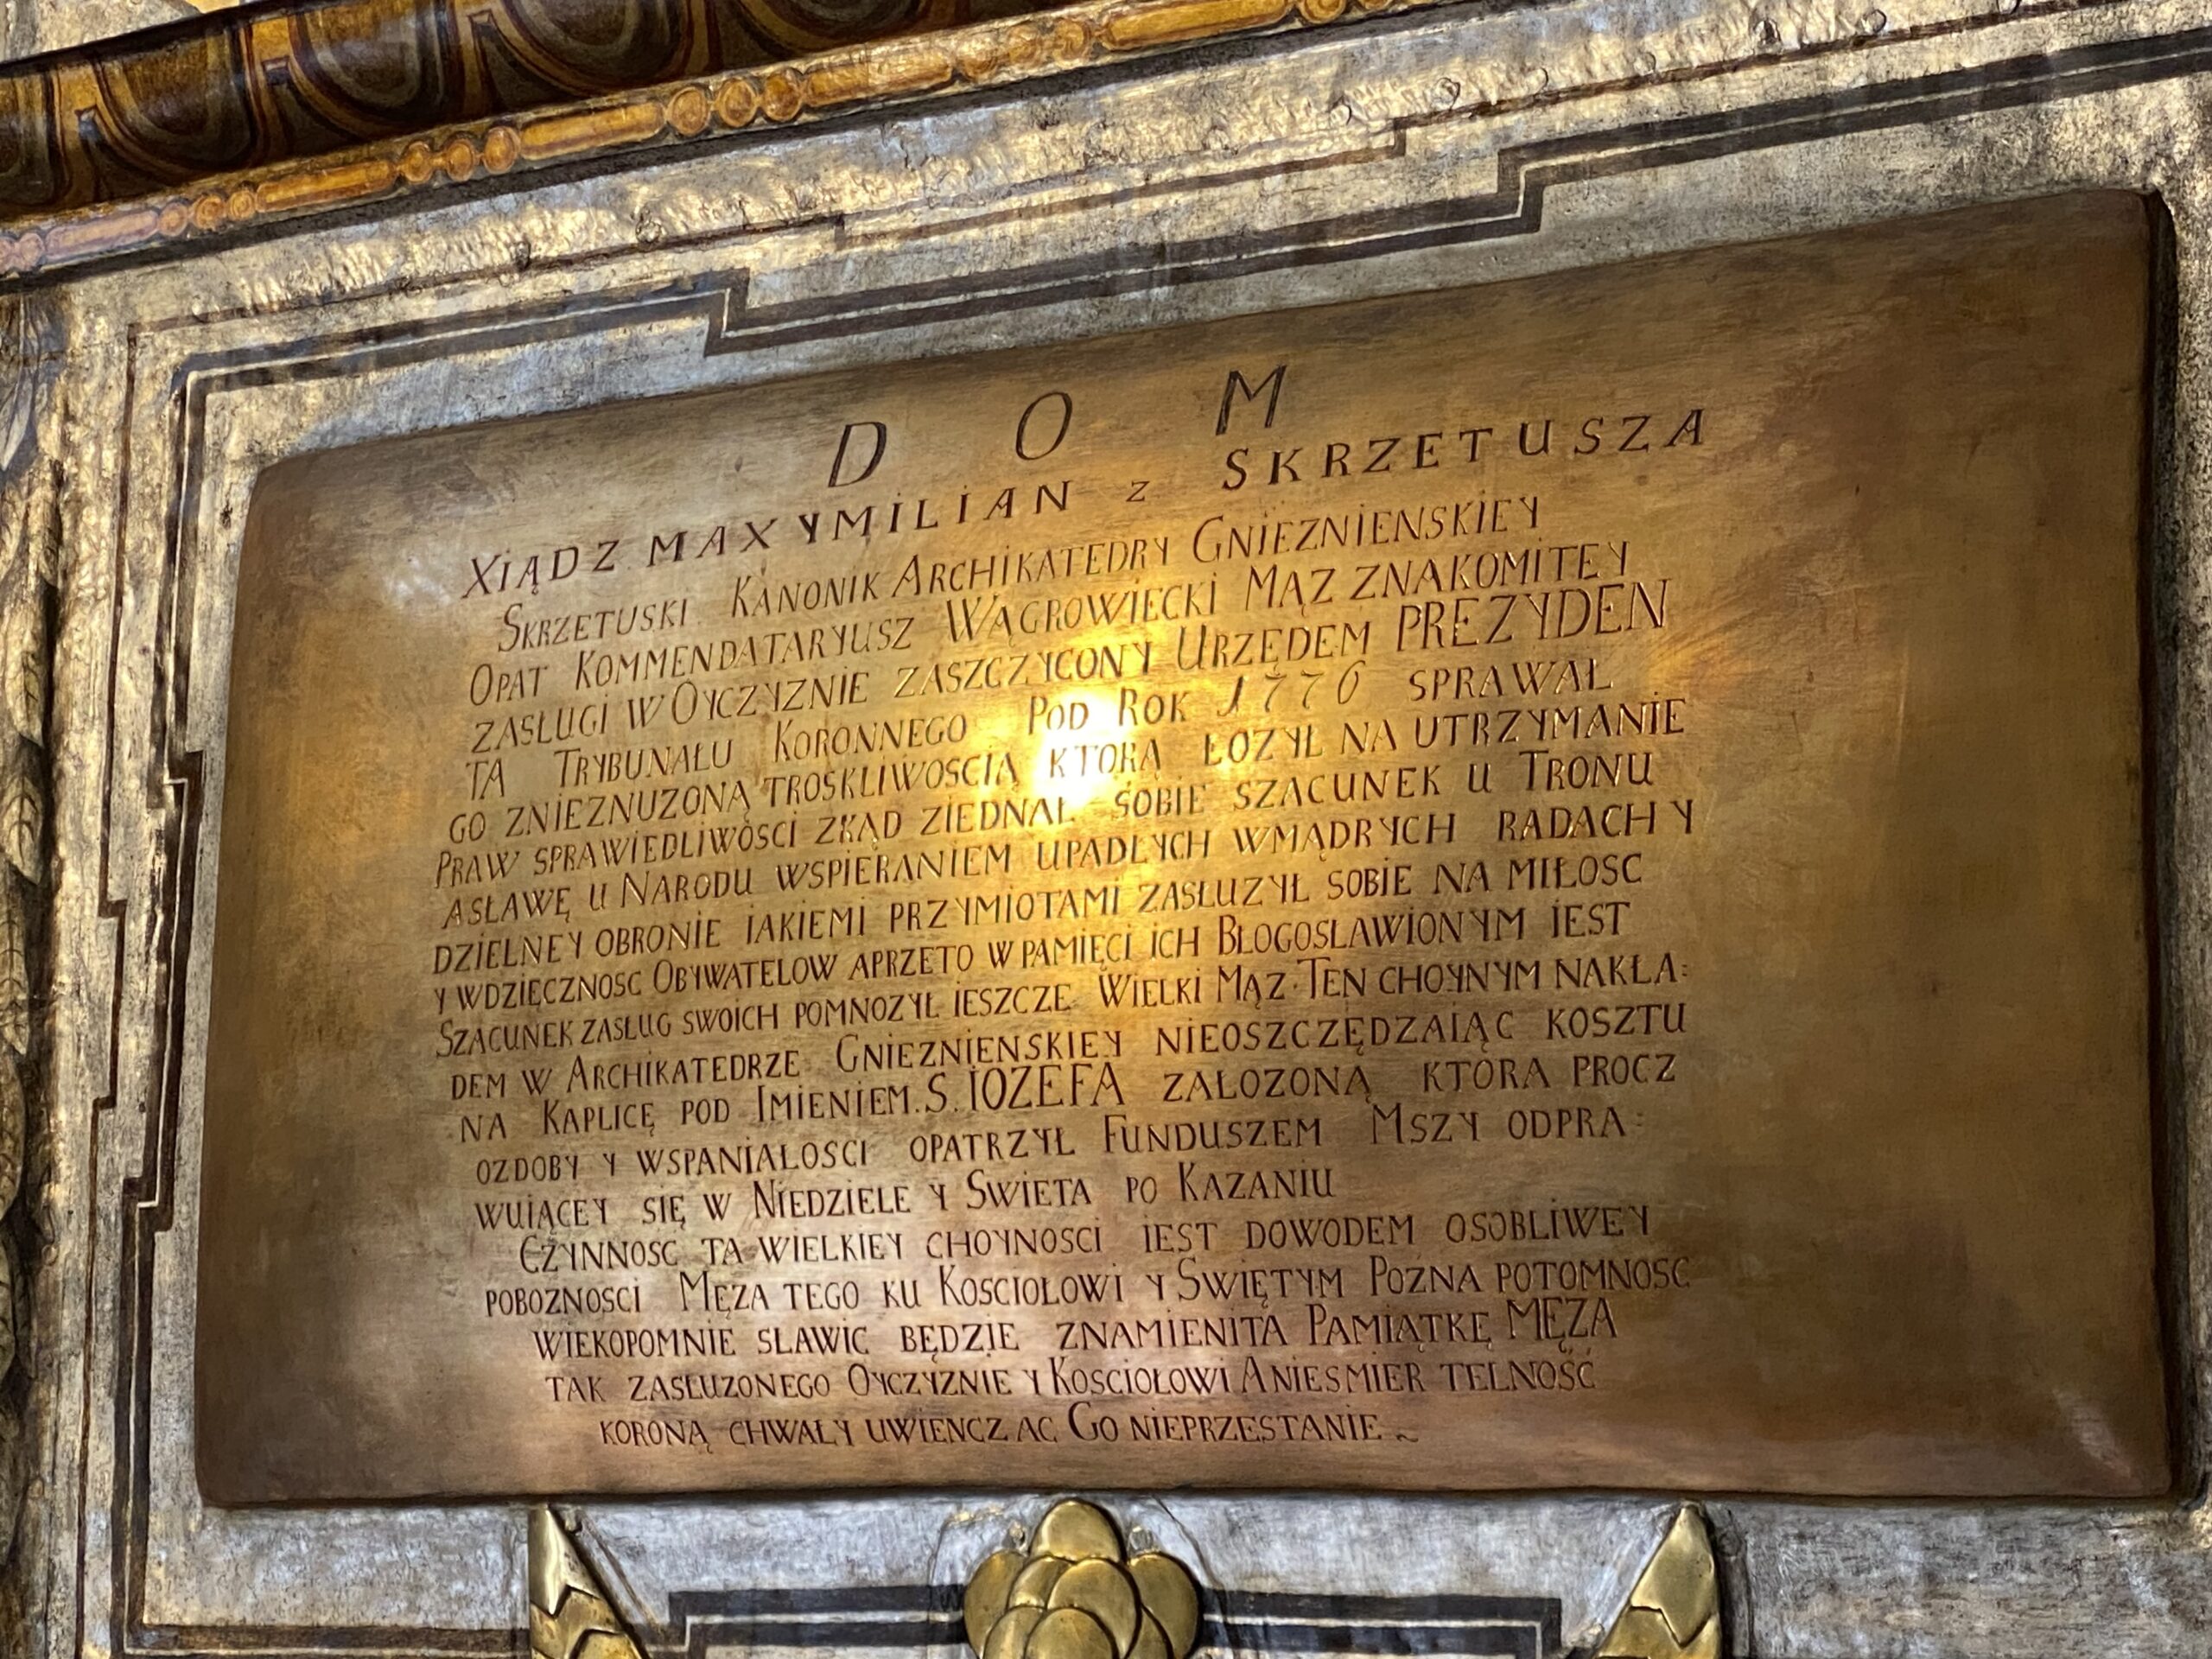 D O M
XIĄDZ MAXYMILIAN z SKRZETUSZA
SKRZETUSKI KANONIK ARCHIKATEDRY GNIEZNIENSKIEY
OPAT KOMMENDATARYUSZ WĄGROWIECKI MĄZ ZNAKOMITEY
ZASŁUGI W OYCZYZNIE ZASZCZYCONY URZĘDEM PREZYDEN
TA TRYBUNAŁU KORONNEGO POD ROK 1776 SPRAWAŁ
GO ZNIEZNUZONĄ TROSKLIWOSCIĄ KTORĄ ŁOZYŁ NA UTRZYMANIE
PRAW SPRAWIEDLIWOSCI ZKĄD ZIEDNAŁ SOBIE SZACUNEK U TRONU
ASŁAWĘ U NARODU WSPIERANIEM UPADŁYCH WMĄDRYCH RADACH Y
DZIELNEY OBRONIE IAKIEMI PRZYMIOTAMI ZASŁUZYŁ SOBIE NA MIŁOSC
Y WDZIĘCZNOSC OBYWATELOW APRZETO W PAMIĘCI ICH BŁOGOSŁAWIONYM IEST
SZACUNEK ZASŁUG SWOICH POMNOZYŁ IESZCZE WIELKI MĄZ TEN CHOYNYM NAKŁA:
DEM W ARCHIKATEDRZE GNIEZNIENSKIEY NIEOSZCZĘDZAIĄC KOSZTU
NA KAPLICĘ POD IMIENIEM S. IOZEFA ZAŁOZONĄ KTORA PROCZ
OZDOBY Y WSPANIAŁOSCI OPATRZYŁ FUNDUSZEM MSZY ODPRA:
WUIĄCEY SIĘ W NIEDZIELE Y SWIETA PO KAZANIU
CZYNNOSC TA WIELKIEY CHOYNOSCI IEST DOWODEM OSOBLIWEY
POBOZNOSCI MĘZA TEGO KU KOSCIOŁOWI Y SWIĘTYM POZNA POTOMNOSC
WIEKOPOMNIE SŁAWIC BĘDZIE ZNAMIENITA PAMIĄTKĘ MĘZA
TAK ZASŁUZONEGO OYCZYZNIE Y KOSCIOŁOWI ANIESMIER TELNOŚĆ
KORONĄ CHWAŁY UWIENCZ AC GO NIEPRZESTANIE ~